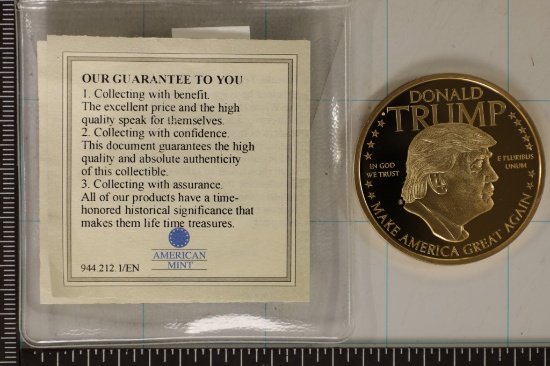 OUR GUARANTEE TO YOU
1. Collecting with benefit.
The excellent price and the high
quality speak for themselves.
2. Collecting with confidence.
This document guarantees the high
quality and absolute authenticity
of this collectible.
3. Collecting with assurance.
All of our products have a time-
honored historical significance that
makes them life time treasures.
AMERICAN
MINT
944.212.1/EN
DONALD
TRUMP
IN GOD
WE TRUST
E PLURIBUS
UNUM
MAKE AMERICA GREAT AGAIN